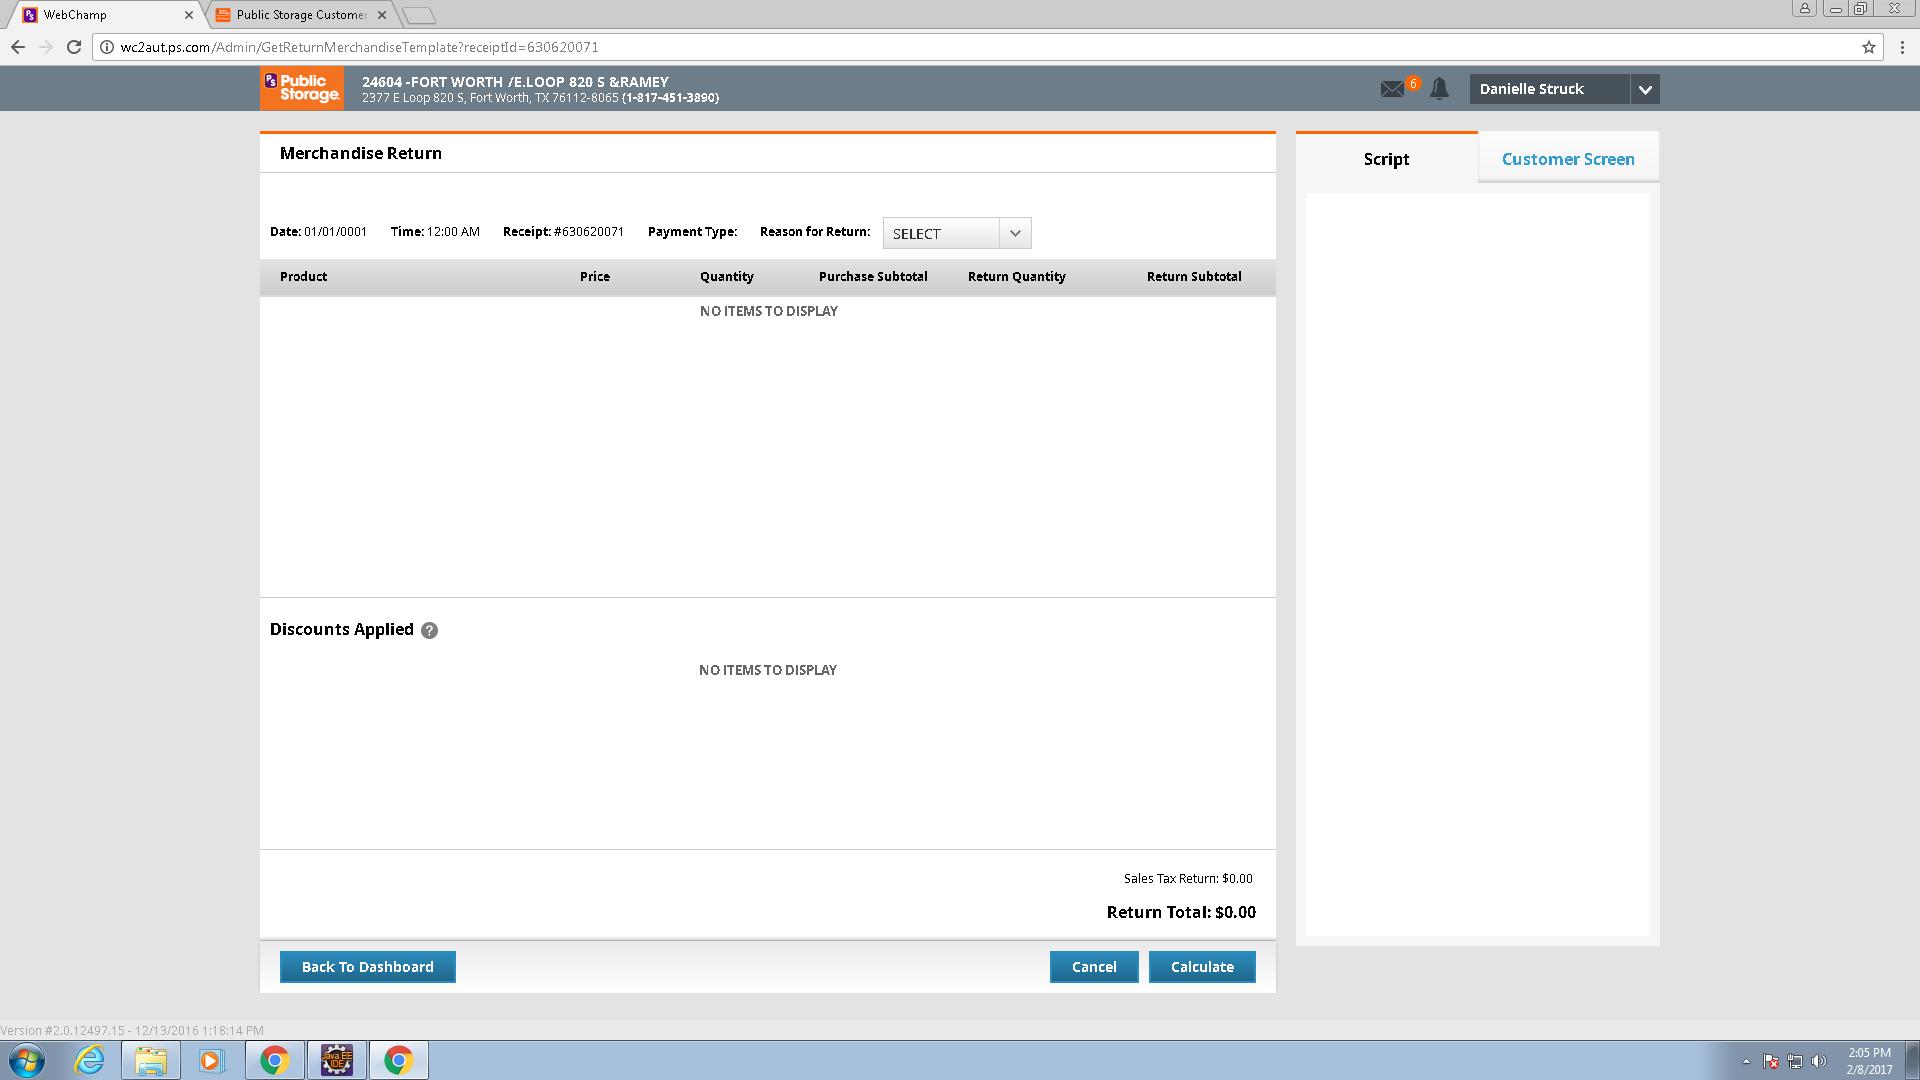 WebChamp
Public Storage Customer
wc2aut.ps.com/Admin/GetReturnMerchandiseTemplate?receiptId=630620071
PS Public Storage.
24604 -FORT WORTH /E.LOOP 820 S &RAMEY
2377 E Loop 820 S, Fort Worth, TX 76112-8065 (1-817-451-3890)
6
Danielle Struck
Merchandise Return
Script
Customer Screen
Date: 01/01/0001 Time: 12:00 AM Receipt: #630620071 Payment Type: Reason for Return: SELECT
Product Price Quantity Purchase Subtotal Return Quantity Return Subtotal
NO ITEMS TO DISPLAY
Discounts Applied ?
NO ITEMS TO DISPLAY
Sales Tax Return: $0.00
Return Total: $0.00
Back To Dashboard
Cancel
Calculate
Version #2.0.12497.15 - 12/13/2016 1:18:14 PM
Java EE
IDE
2:05 PM
2/8/2017